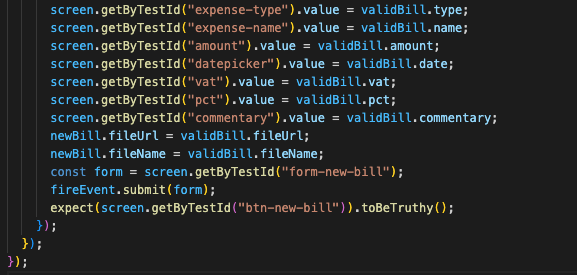 screen.getByTestId("expense-type").value = validBill.type;
screen.getByTestId("expense-name").value = validBill.name;
screen.getByTestId("amount").value = validBill.amount;
screen.getByTestId("datepicker").value = validBill.date;
screen.getByTestId("vat").value = validBill.vat;
screen.getByTestId("pct").value = validBill.pct;
screen.getByTestId("commentary").value = validBill.commentary;
newBill.fileUrl = validBill.fileUrl;
newBill.fileName = validBill.fileName;
const form = screen.getByTestId("form-new-bill");
fireEvent.submit(form);
expect(screen.getByTestId("btn-new-bill")).toBeTruthy();
});
});
});